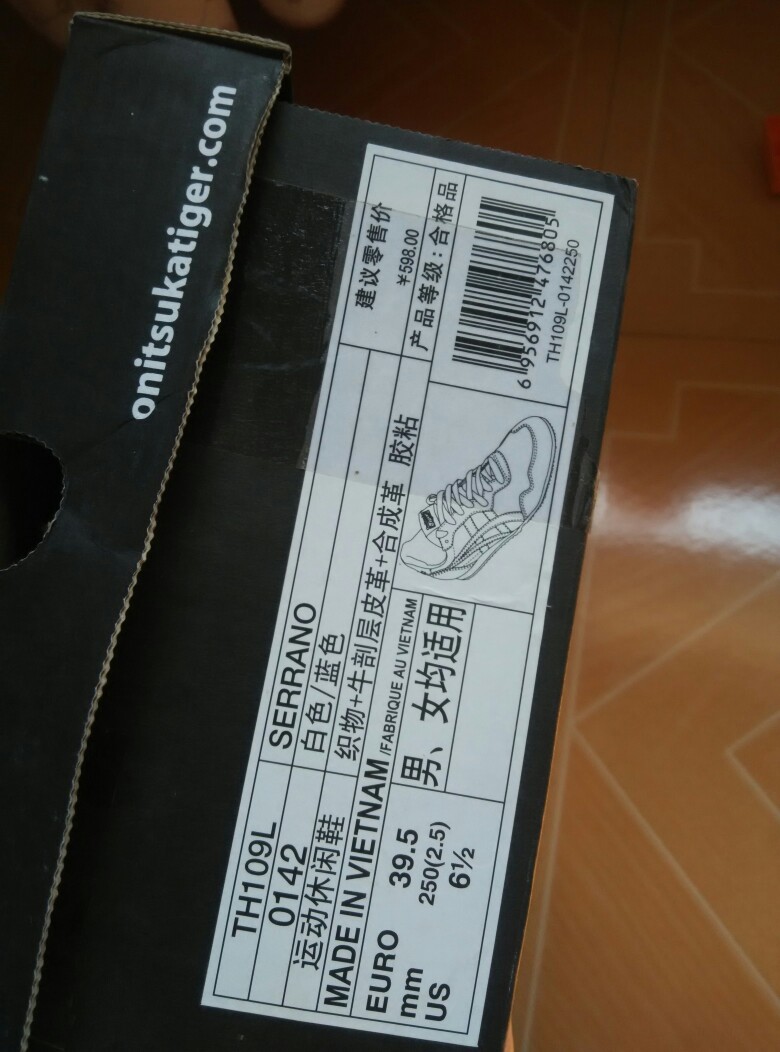 onitsukatiger.com
TH109L
SERRANO
建议零售价
¥598.00
0142
白色/蓝色
产品等级：合格品
运动休闲鞋
织物+牛剖层皮革+合成革 胶粘
MADE IN VIETNAM /FABRIQUE AU VIETNAM
EURO 39.5
mm 250(2.5)
US 6½
男、女均适用
6 956912 476805
TH109L-0142250